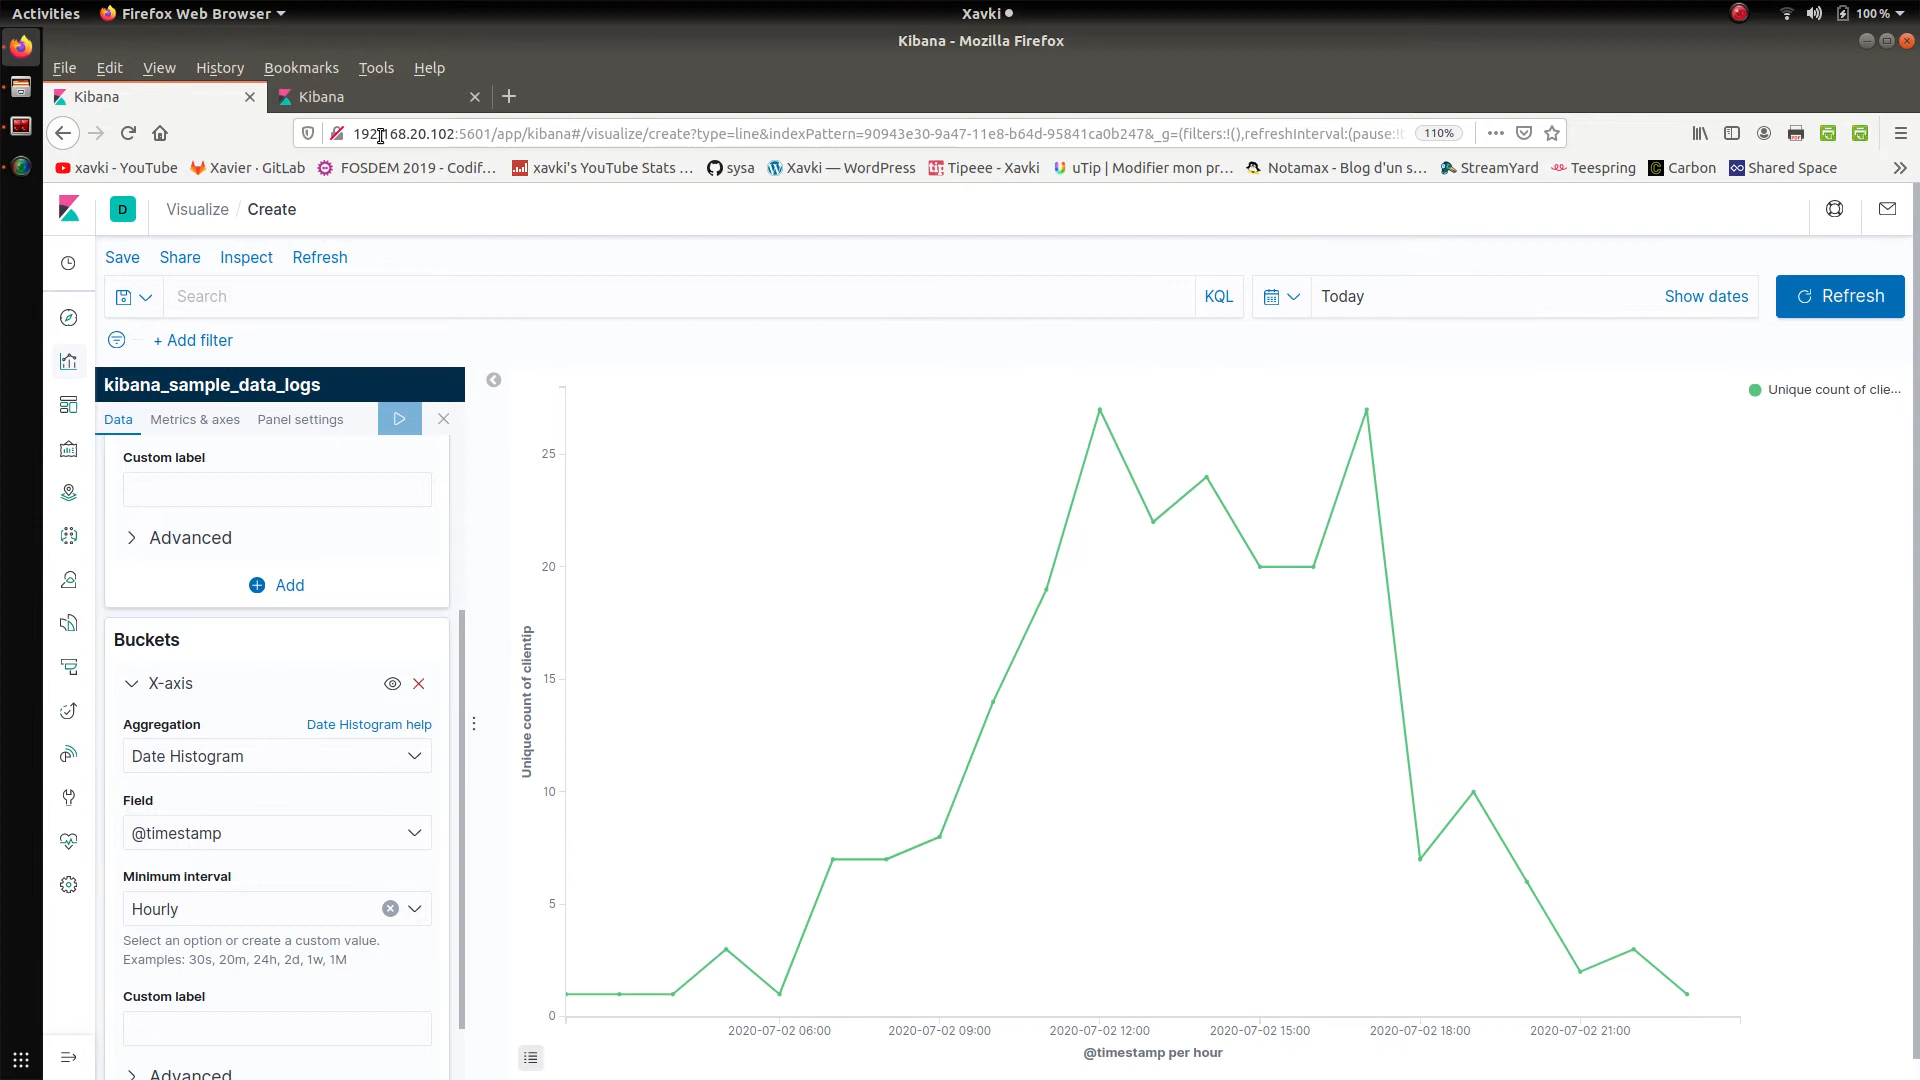 Activities
Firefox Web Browser
Xavki
100 %
Kibana - Mozilla Firefox
File Edit View History Bookmarks Tools Help
Kibana
Kibana
192.168.20.102:5601/app/kibana#/visualize/create?type=line&indexPattern=90943e30-9a47-11e8-b64d-95841ca0b247&_g=(filters:!(),refreshInterval:(pause:!
110%
xavki - YouTube
Xavier · GitLab
FOSDEM 2019 - Codif...
xavki's YouTube Stats ...
sysa
Xavki — WordPress
Tipeee - Xavki
uTip | Modifier mon pr...
Notamax - Blog d'un s...
StreamYard
Teespring
Carbon
Shared Space
D
Visualize / Create
Save Share Inspect Refresh
Search
KQL
Today
Show dates
Refresh
+ Add filter
kibana_sample_data_logs
Data Metrics & axes Panel settings
Custom label
Advanced
Add
Buckets
X-axis
Aggregation
Date Histogram help
Date Histogram
Field
@timestamp
Minimum interval
Hourly
Select an option or create a custom value.
Examples: 30s, 20m, 24h, 2d, 1w, 1M
Custom label
Advanced
Unique count of clie...
Unique count of clientip
25
20
15
10
5
0
2020-07-02 06:00
2020-07-02 09:00
2020-07-02 12:00
2020-07-02 15:00
2020-07-02 18:00
2020-07-02 21:00
@timestamp per hour